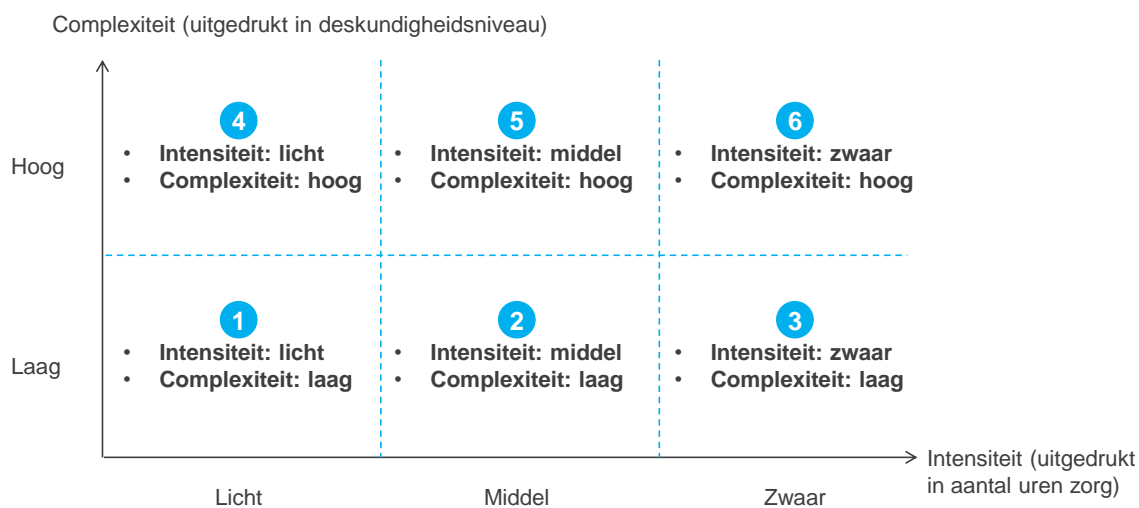 Complexiteit (uitgedrukt in deskundigheidsniveau)
Hoog
4
• Intensiteit: licht
• Complexiteit: hoog
5
• Intensiteit: middel
• Complexiteit: hoog
6
• Intensiteit: zwaar
• Complexiteit: hoog
Laag
1
• Intensiteit: licht
• Complexiteit: laag
2
• Intensiteit: middel
• Complexiteit: laag
3
• Intensiteit: zwaar
• Complexiteit: laag
Licht
Middel
Zwaar
Intensiteit (uitgedrukt
in aantal uren zorg)